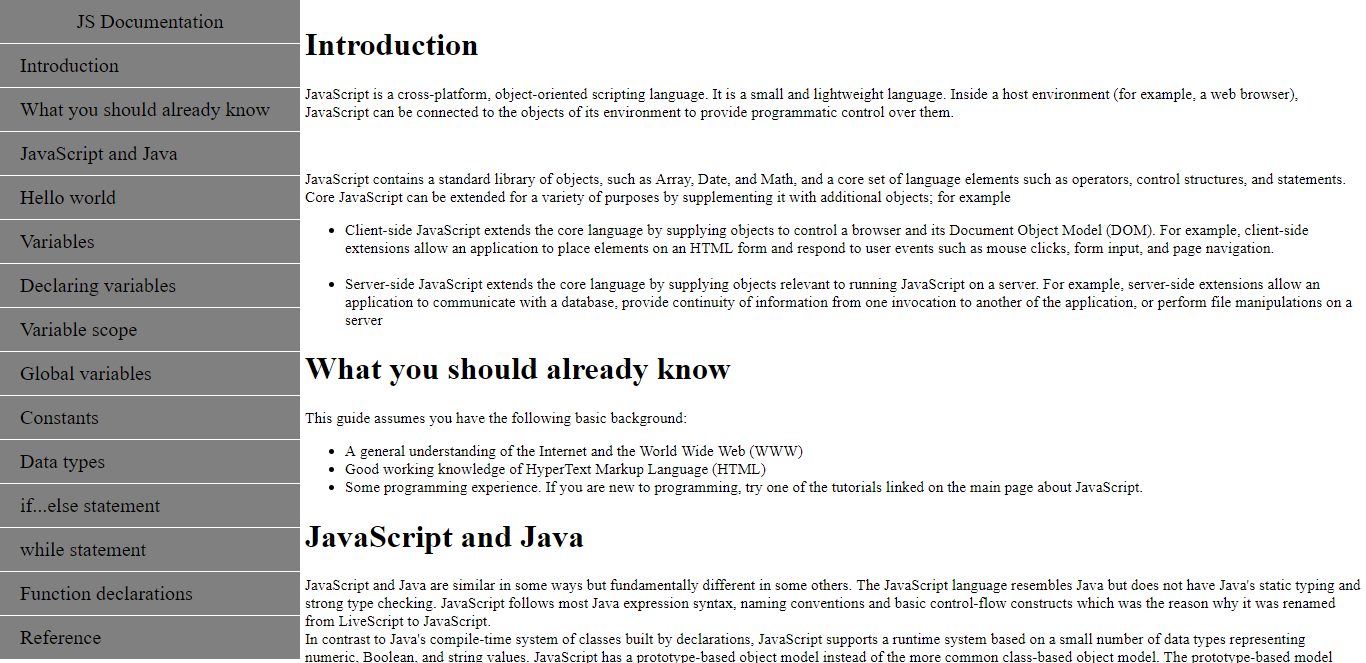 JS Documentation
Introduction
What you should already know
JavaScript and Java
Hello world
Variables
Declaring variables
Variable scope
Global variables
Constants
Data types
if...else statement
while statement
Function declarations
Reference
Introduction
JavaScript is a cross-platform, object-oriented scripting language. It is a small and lightweight language. Inside a host environment (for example, a web browser),
JavaScript can be connected to the objects of its environment to provide programmatic control over them.
JavaScript contains a standard library of objects, such as Array, Date, and Math, and a core set of language elements such as operators, control structures, and statements.
Core JavaScript can be extended for a variety of purposes by supplementing it with additional objects; for example
• Client-side JavaScript extends the core language by supplying objects to control a browser and its Document Object Model (DOM). For example, client-side
extensions allow an application to place elements on an HTML form and respond to user events such as mouse clicks, form input, and page navigation.
• Server-side JavaScript extends the core language by supplying objects relevant to running JavaScript on a server. For example, server-side extensions allow an
application to communicate with a database, provide continuity of information from one invocation to another of the application, or perform file manipulations on a
server
What you should already know
This guide assumes you have the following basic background:
• A general understanding of the Internet and the World Wide Web (WWW)
• Good working knowledge of HyperText Markup Language (HTML)
• Some programming experience. If you are new to programming, try one of the tutorials linked on the main page about JavaScript.
JavaScript and Java
JavaScript and Java are similar in some ways but fundamentally different in some others. The JavaScript language resembles Java but does not have Java's static typing and
strong type checking. JavaScript follows most Java expression syntax, naming conventions and basic control-flow constructs which was the reason why it was renamed
from LiveScript to JavaScript.
In contrast to Java's compile-time system of classes built by declarations, JavaScript supports a runtime system based on a small number of data types representing
numeric, Boolean, and string values. JavaScript has a prototype-based object model instead of the more common class-based object model. The prototype-based model